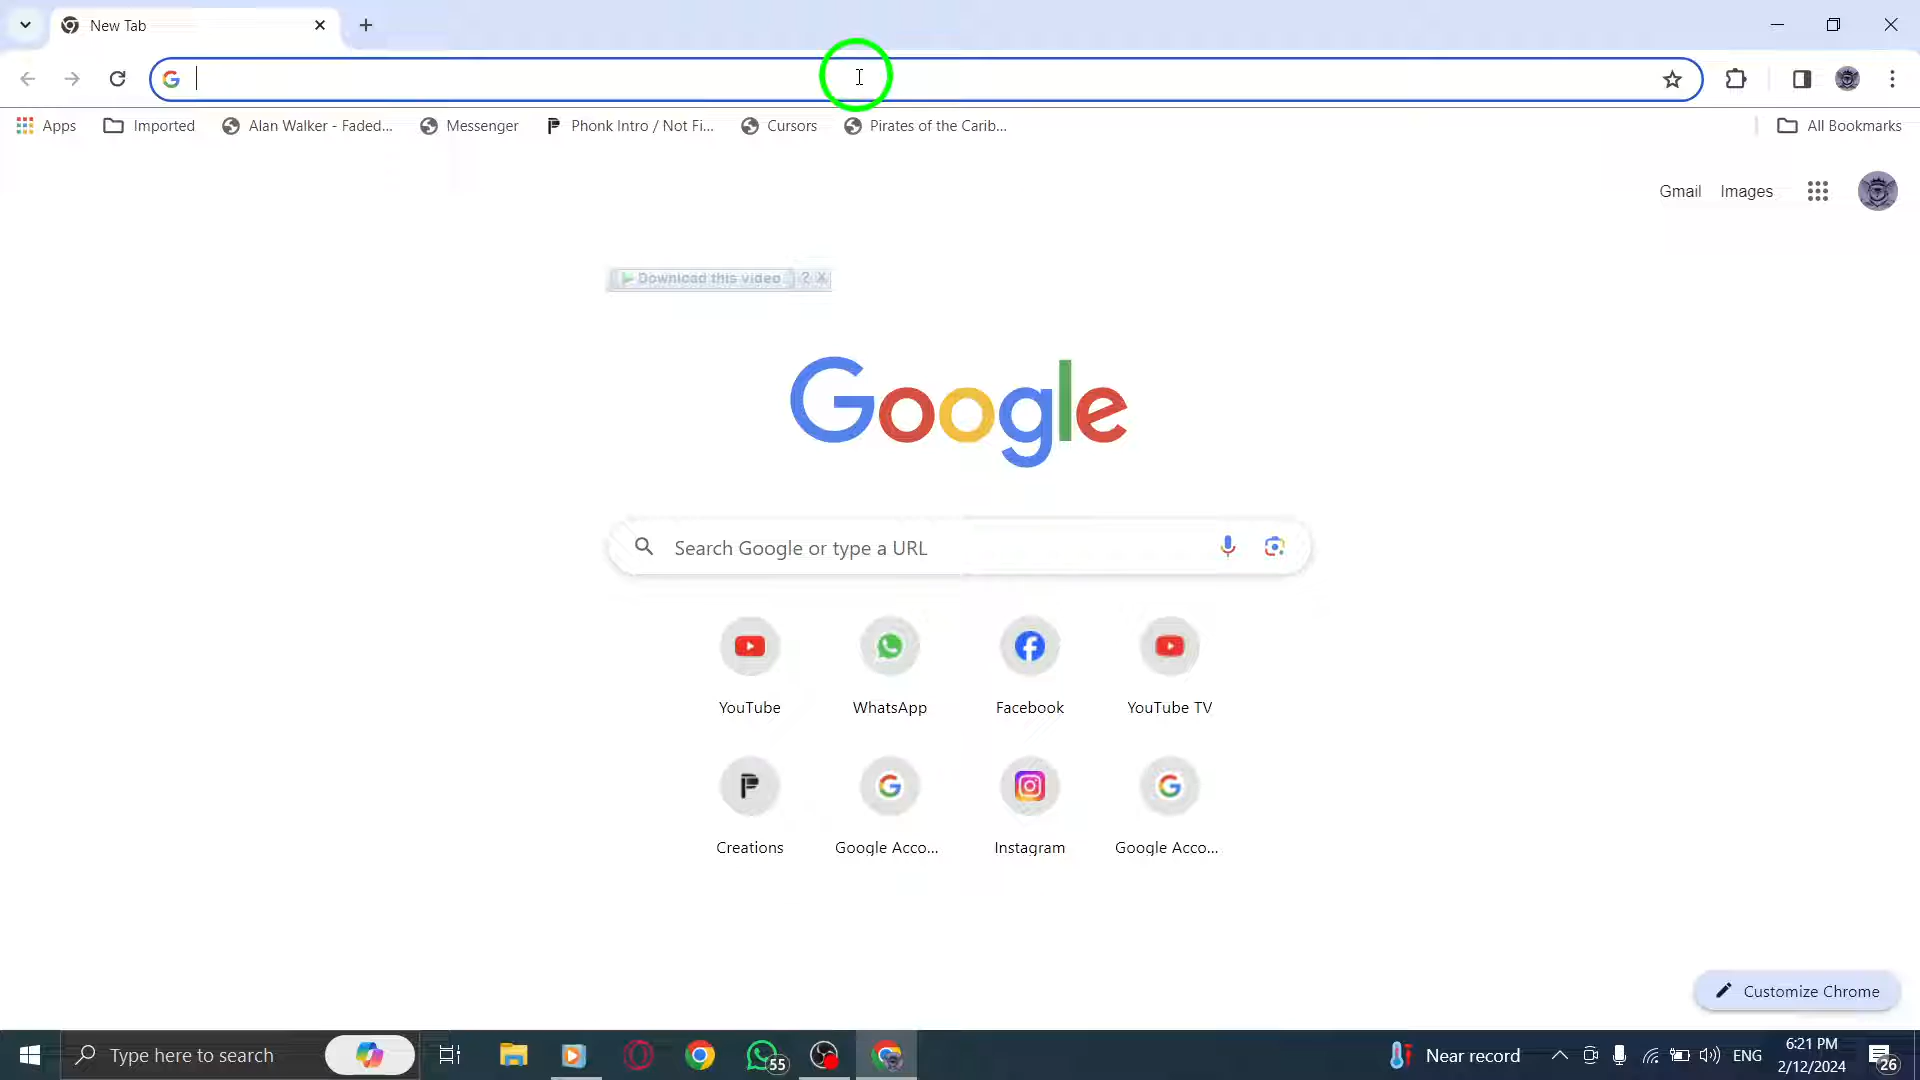 New Tab
Apps
Imported
Alan Walker - Faded...
Messenger
Phonk Intro / Not Fi...
Cursors
Pirates of the Carib...
All Bookmarks
Gmail
Images
Download this video ? X
Google
Search Google or type a URL
YouTube
WhatsApp
Facebook
YouTube TV
Creations
Google Acco...
Instagram
Google Acco...
Customize Chrome
Type here to search
55
Near record
ENG
6:21 PM
2/12/2024
26